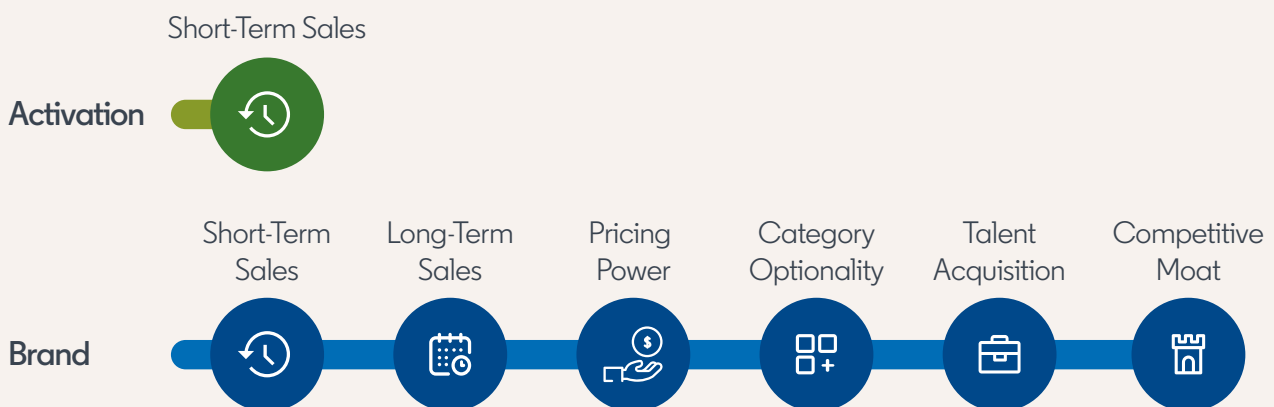 Short-Term Sales
Activation
Short-Term
Sales
Long-Term
Sales
Pricing
Power
Category
Optionality
Talent
Acquisition
Competitive
Moat
$
Brand